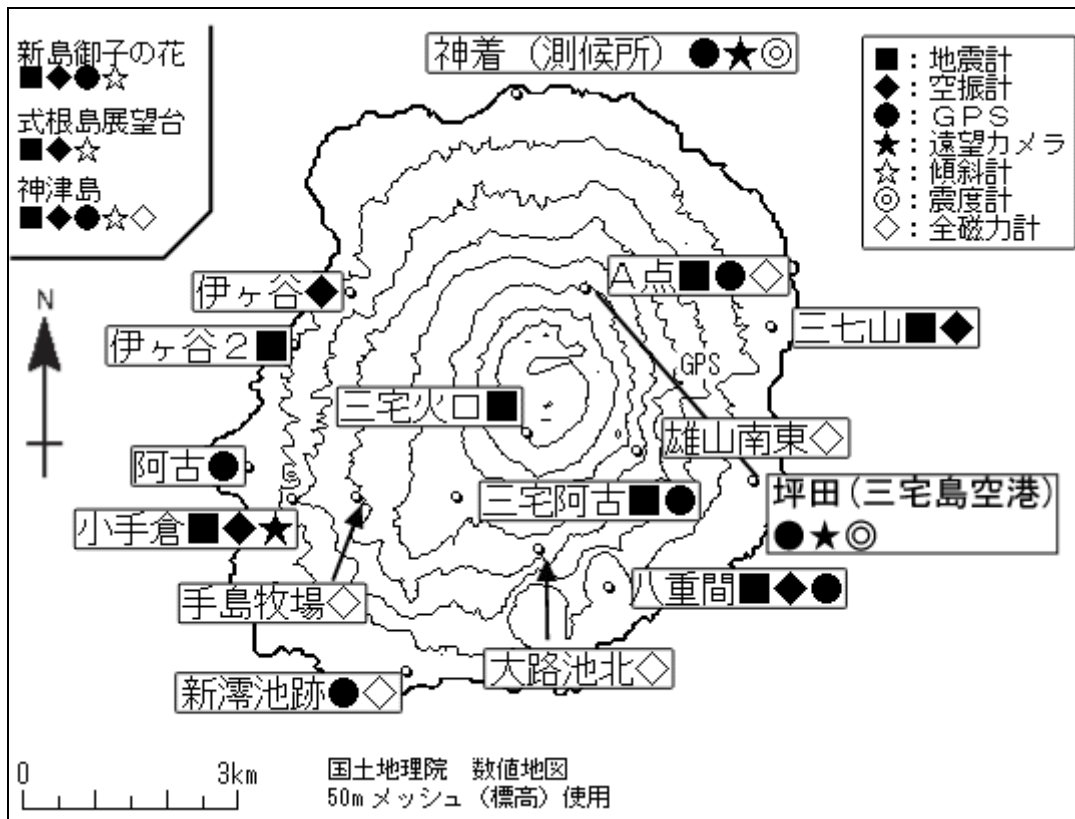 新島御子の花
■◆●☆
式根島展望台
■◆☆
神津島
■◆●☆◇
神着（測候所） ●★◎
■：地震計
◆：空振計
●：ＧＰＳ
★：遠望カメラ
☆：傾斜計
◎：震度計
◇：全磁力計
N
伊ヶ谷◆
Ａ点■●◇
伊ヶ谷２■
三七山■◆
GPS
三宅火口■
雄山南東◇
阿古●
三宅阿古■●
坪田(三宅島空港)
●★◎
小手倉■◆★
手島牧場◇
八重間■◆●
大路池北◇
新澪池跡●◇
0 3km
国土地理院 数値地図
50mメッシュ（標高）使用